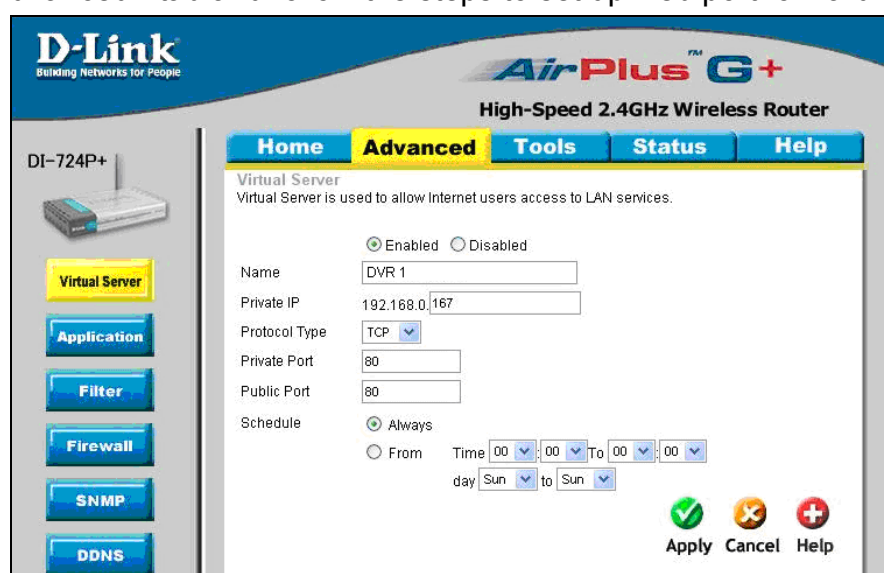 D-Link
Building Networks for People
AirPlus G+
TM
High-Speed 2.4GHz Wireless Router
DI-724P+
Home Advanced Tools Status Help
Virtual Server
Virtual Server is used to allow Internet users access to LAN services.
Enabled Disabled
Name DVR 1
Private IP 192.168.0. 167
Protocol Type TCP
Private Port 80
Public Port 80
Schedule Always
From Time 00 : 00 To 00 : 00
day Sun to Sun
Apply Cancel Help
Virtual Server
Application
Filter
Firewall
SNMP
DDNS